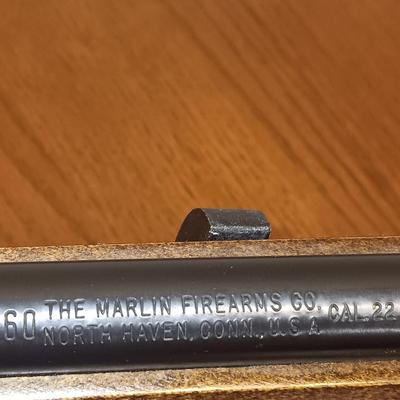 60 THE MARLIN FIREARMS CO. CAL.22
NORTH HAVEN, CONN., U.S.A.